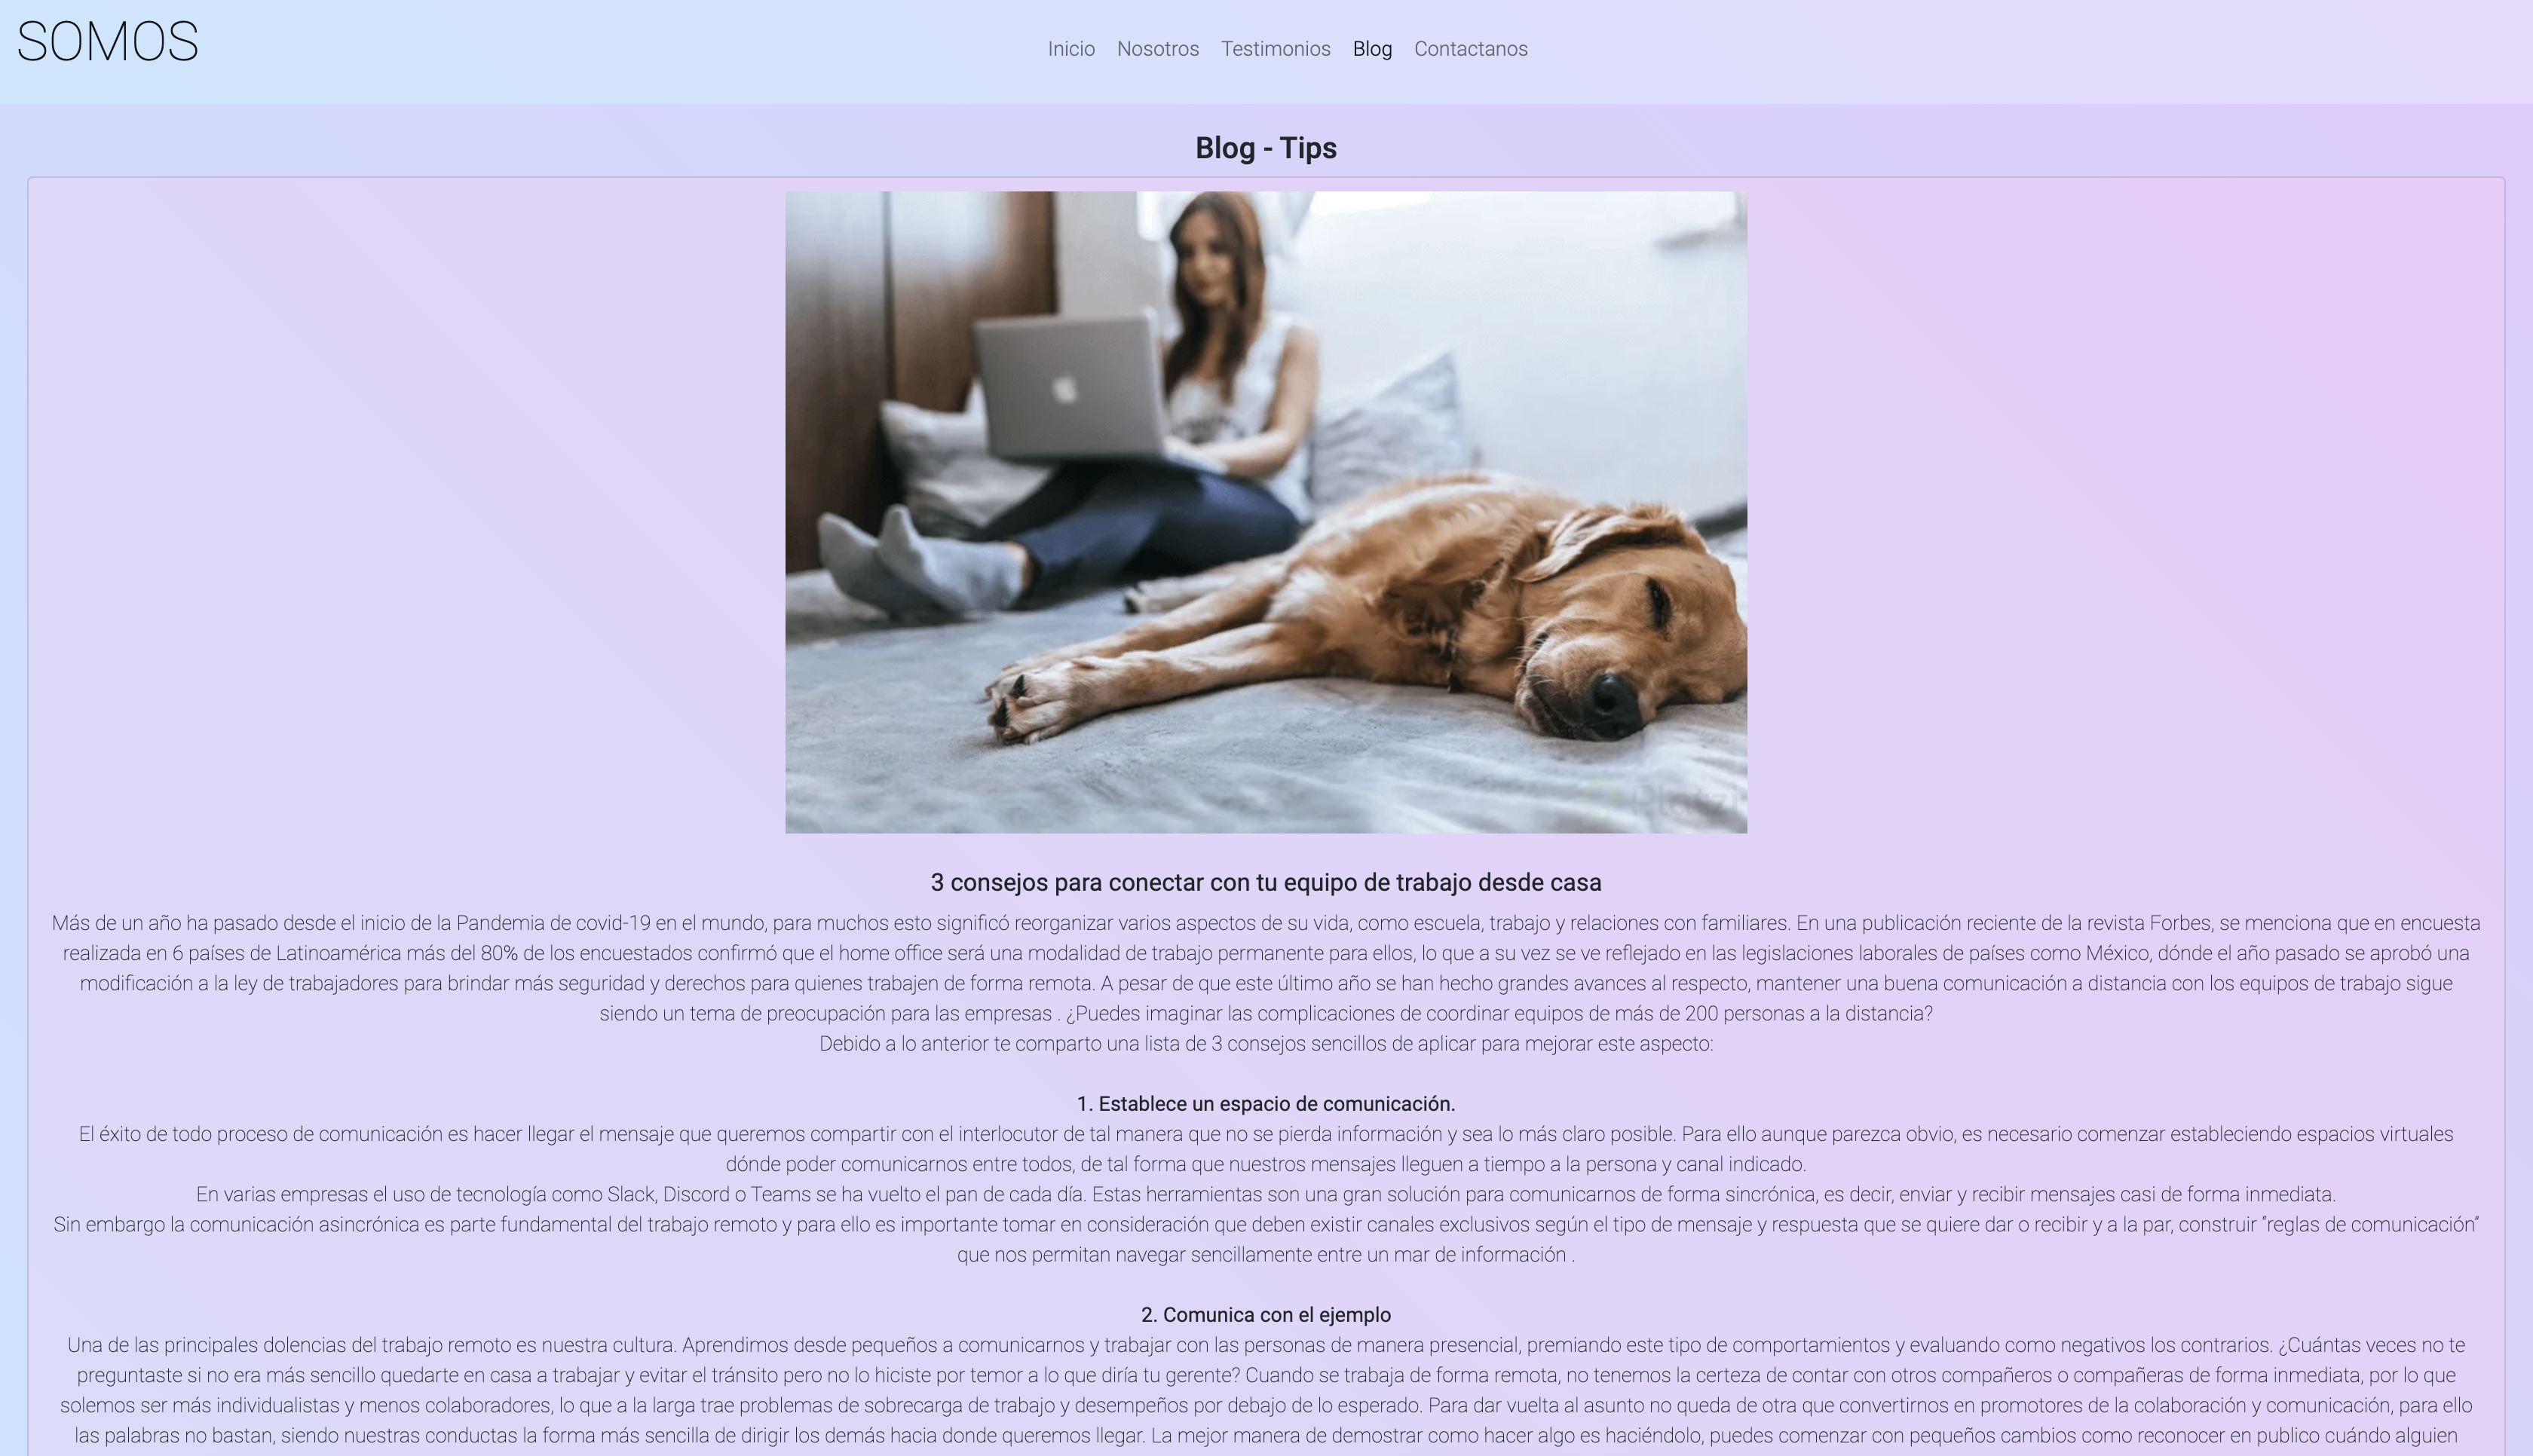 SOMOS
Inicio Nosotros Testimonios Blog Contactanos
Blog - Tips
Platzi
3 consejos para conectar con tu equipo de trabajo desde casa
Más de un año ha pasado desde el inicio de la Pandemia de covid-19 en el mundo, para muchos esto significó reorganizar varios aspectos de su vida, como escuela, trabajo y relaciones con familiares. En una publicación reciente de la revista Forbes, se menciona que en encuesta
realizada en 6 países de Latinoamérica más del 80% de los encuestados confirmó que el home office será una modalidad de trabajo permanente para ellos, lo que a su vez se ve reflejado en las legislaciones laborales de países como México, dónde el año pasado se aprobó una
modificación a la ley de trabajadores para brindar más seguridad y derechos para quienes trabajen de forma remota. A pesar de que este último año se han hecho grandes avances al respecto, mantener una buena comunicación a distancia con los equipos de trabajo sigue
siendo un tema de preocupación para las empresas . ¿Puedes imaginar las complicaciones de coordinar equipos de más de 200 personas a la distancia?
Debido a lo anterior te comparto una lista de 3 consejos sencillos de aplicar para mejorar este aspecto:
1. Establece un espacio de comunicación.
El éxito de todo proceso de comunicación es hacer llegar el mensaje que queremos compartir con el interlocutor de tal manera que no se pierda información y sea lo más claro posible. Para ello aunque parezca obvio, es necesario comenzar estableciendo espacios virtuales
dónde poder comunicarnos entre todos, de tal forma que nuestros mensajes lleguen a tiempo a la persona y canal indicado.
En varias empresas el uso de tecnología como Slack, Discord o Teams se ha vuelto el pan de cada día. Estas herramientas son una gran solución para comunicarnos de forma sincrónica, es decir, enviar y recibir mensajes casi de forma inmediata.
Sin embargo la comunicación asincrónica es parte fundamental del trabajo remoto y para ello es importante tomar en consideración que deben existir canales exclusivos según el tipo de mensaje y respuesta que se quiere dar o recibir y a la par, construir “reglas de comunicación”
que nos permitan navegar sencillamente entre un mar de información .
2. Comunica con el ejemplo
Una de las principales dolencias del trabajo remoto es nuestra cultura. Aprendimos desde pequeños a comunicarnos y trabajar con las personas de manera presencial, premiando este tipo de comportamientos y evaluando como negativos los contrarios. ¿Cuántas veces no te
preguntaste si no era más sencillo quedarte en casa a trabajar y evitar el tránsito pero no lo hiciste por temor a lo que diría tu gerente? Cuando se trabaja de forma remota, no tenemos la certeza de contar con otros compañeros o compañeras de forma inmediata, por lo que
solemos ser más individualistas y menos colaboradores, lo que a la larga trae problemas de sobrecarga de trabajo y desempeños por debajo de lo esperado. Para dar vuelta al asunto no queda de otra que convertirnos en promotores de la colaboración y comunicación, para ello
las palabras no bastan, siendo nuestras conductas la forma más sencilla de dirigir los demás hacia donde queremos llegar. La mejor manera de demostrar como hacer algo es haciéndolo, puedes comenzar con pequeños cambios como reconocer en publico cuándo alguien